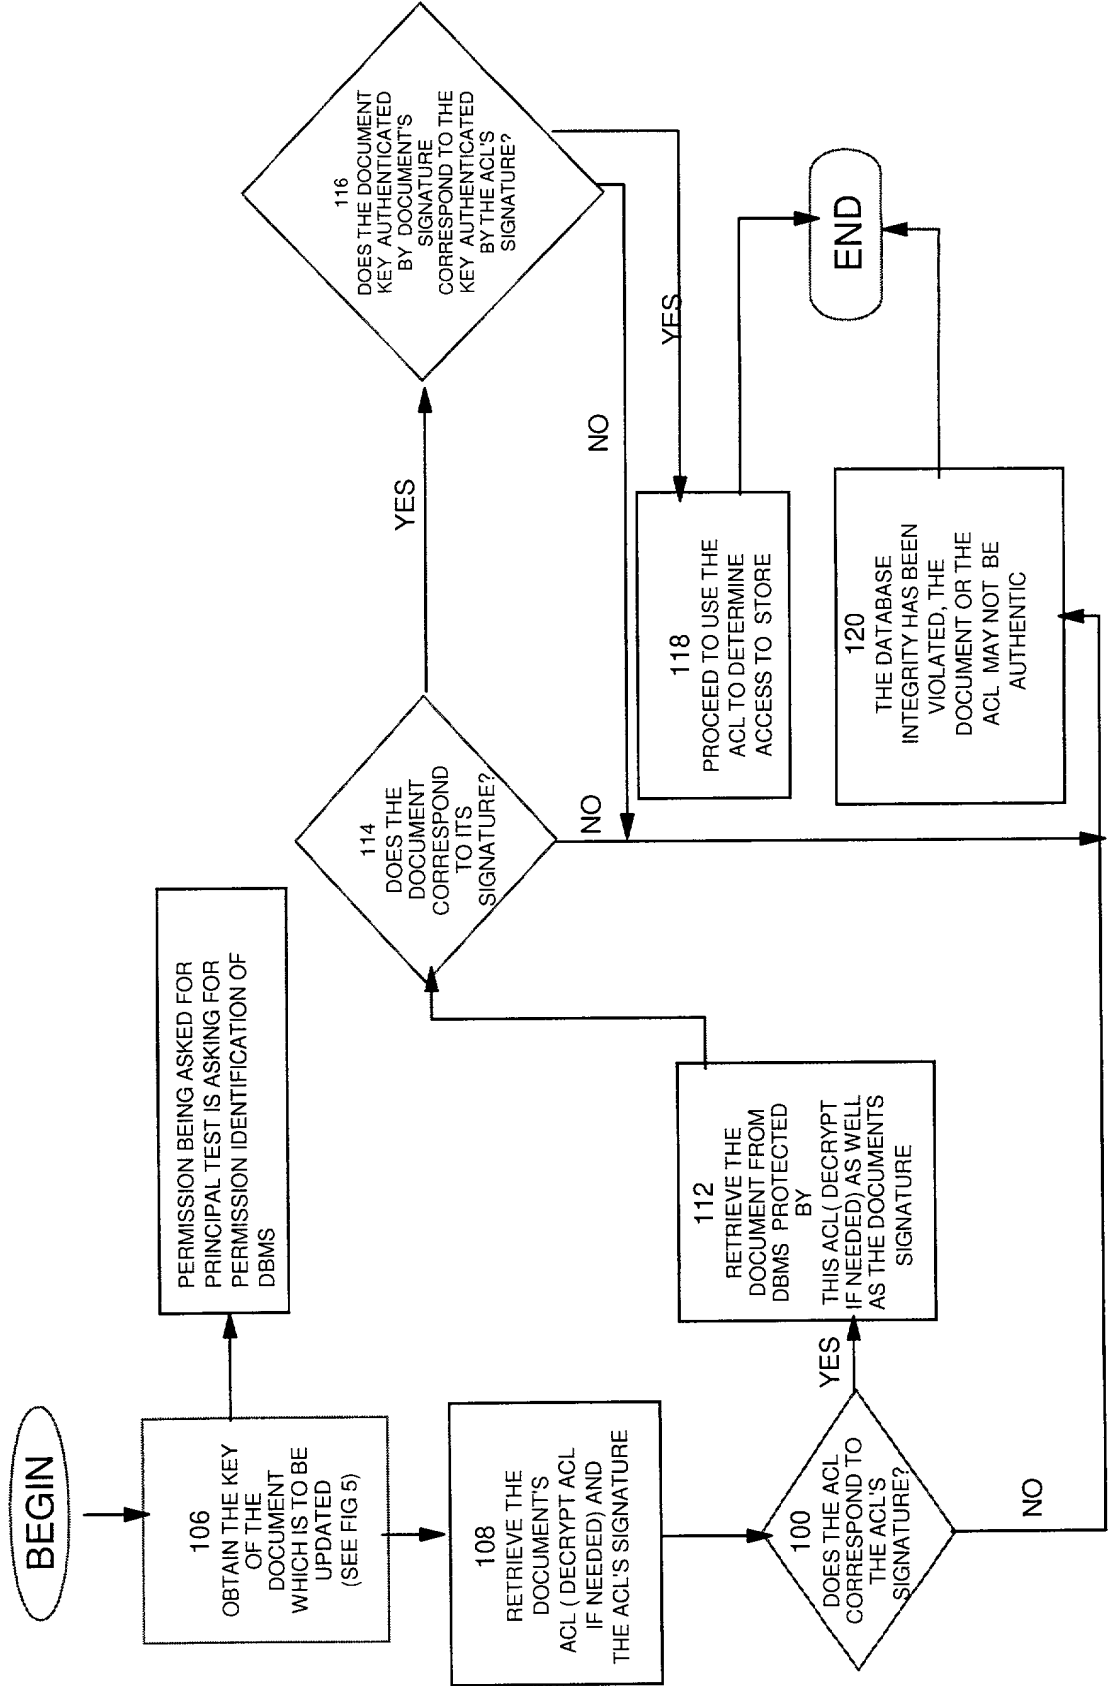 BEGIN
106
OBTAIN THE KEY
OF THE
DOCUMENT
WHICH IS TO BE
UPDATED
(SEE FIG 5)
PERMISSION BEING ASKED FOR
PRINCIPAL TEST IS ASKING FOR
PERMISSION IDENTIFICATION OF
DBMS
108
RETRIEVE THE
DOCUMENT'S
ACL ( DECRYPT ACL
IF NEEDED) AND
THE ACL'S SIGNATURE
100
DOES THE ACL
CORRESPOND TO
THE ACL'S
SIGNATURE?
YES
NO
112
RETRIEVE THE
DOCUMENT FROM
DBMS PROTECTED
BY
THIS ACL( DECRYPT
IF NEEDED) AS WELL
AS THE DOCUMENTS
SIGNATURE
114
DOES THE
DOCUMENT
CORRESPOND
TO ITS
SIGNATURE?
YES
NO
116
DOES THE DOCUMENT
KEY AUTHENTICATED
BY DOCUMENT'S
SIGNATURE
CORRESPOND TO THE
KEY AUTHENTICATED
BY THE ACL'S
SIGNATURE?
NO
YES
118
PROCEED TO USE THE
ACL TO DETERMINE
ACCESS TO STORE
120
THE DATABASE
INTEGRITY HAS BEEN
VIOLATED, THE
DOCUMENT OR THE
ACL MAY NOT BE
AUTHENTIC
END